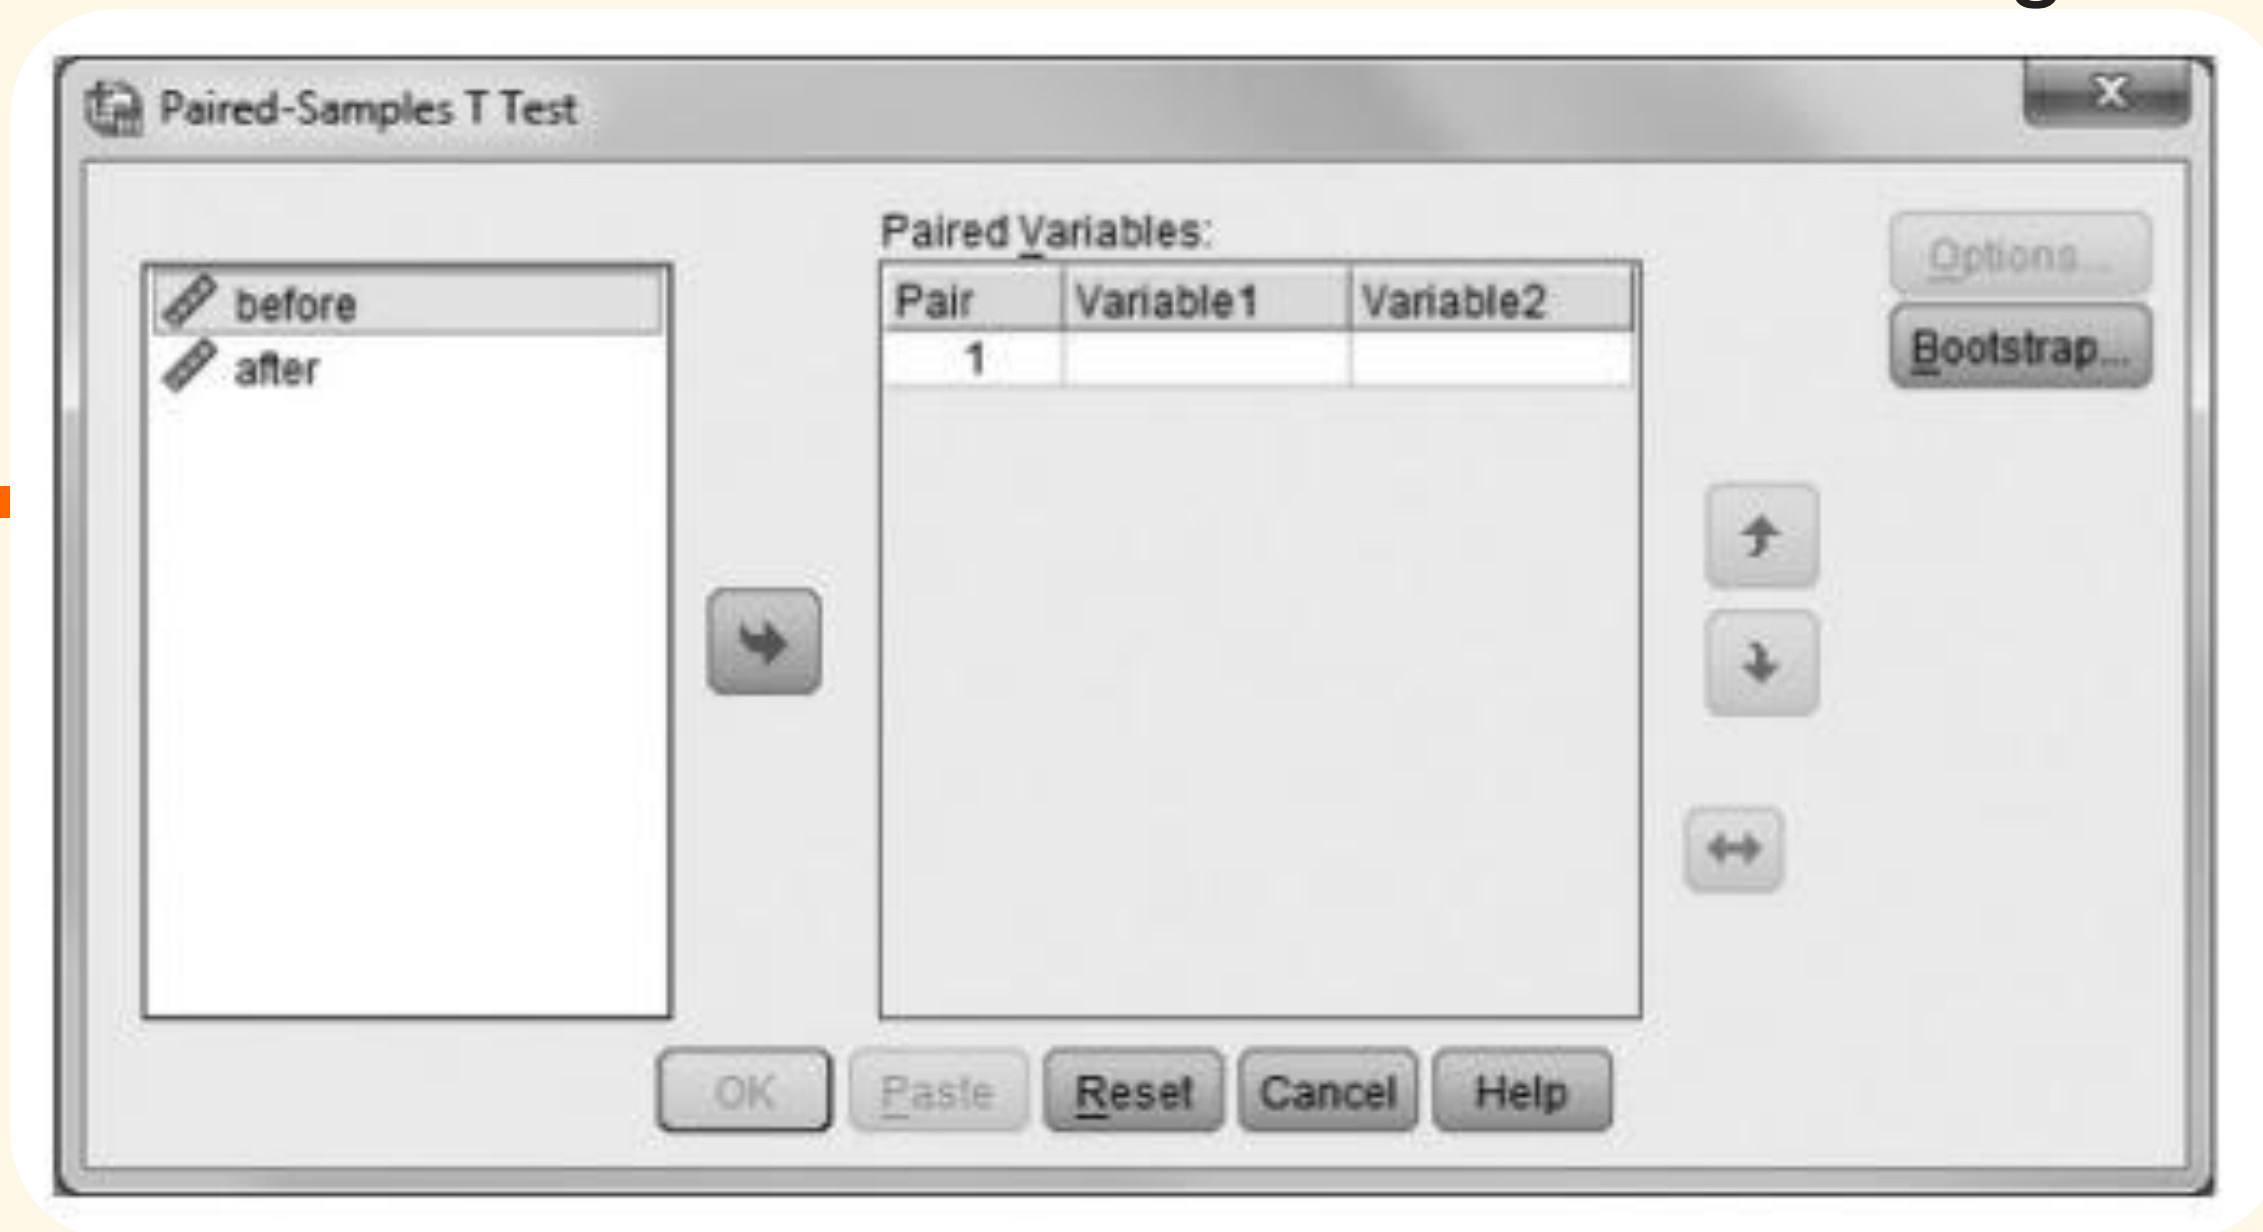 Paired-Samples T Test
Paired Variables:
Pair Variable1 Variable2
1
before
after
Options...
Bootstrap...
OK Paste Reset Cancel Help